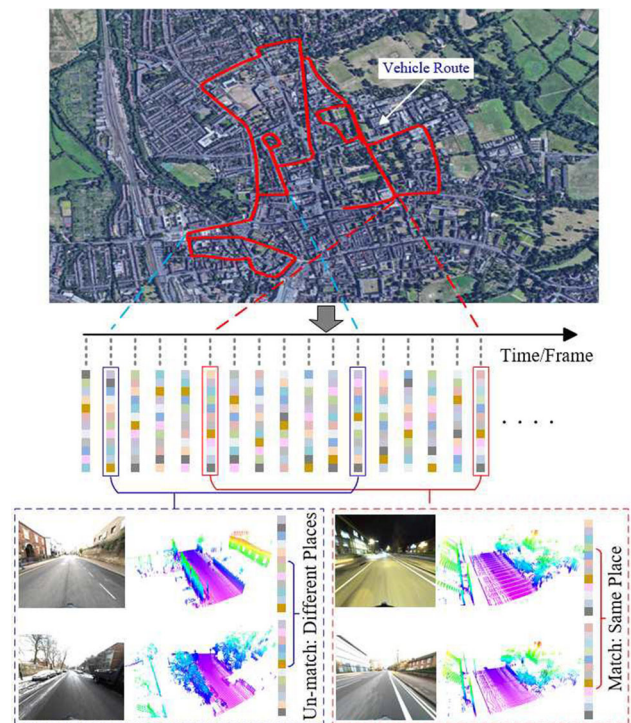 Vehicle Route
Time/Frame
. . . .
Un-match: Different Places
Match: Same Place